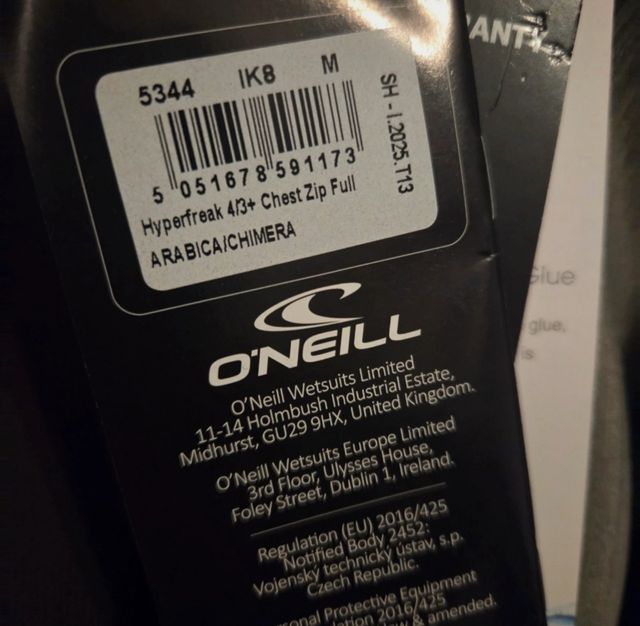 5344 IK8 M
5 051678 591173
Hyperfreak 4/3+ Chest Zip Full
ARABICA/CHIMERA
SH - I.2025.T13
O'NEILL
O'Neill Wetsuits Limited
11-14 Holmbush Industrial Estate,
Midhurst, GU29 9HX, United Kingdom.
O'Neill Wetsuits Europe Limited
3rd Floor, Ulysses House,
Foley Street, Dublin 1, Ireland.
Regulation (EU) 2016/425
Notified Body 2452:
Vojenský technický ústav, s.p.
Czech Republic.
Protective Equipment
2016/425
& amended.
Glue
glue.